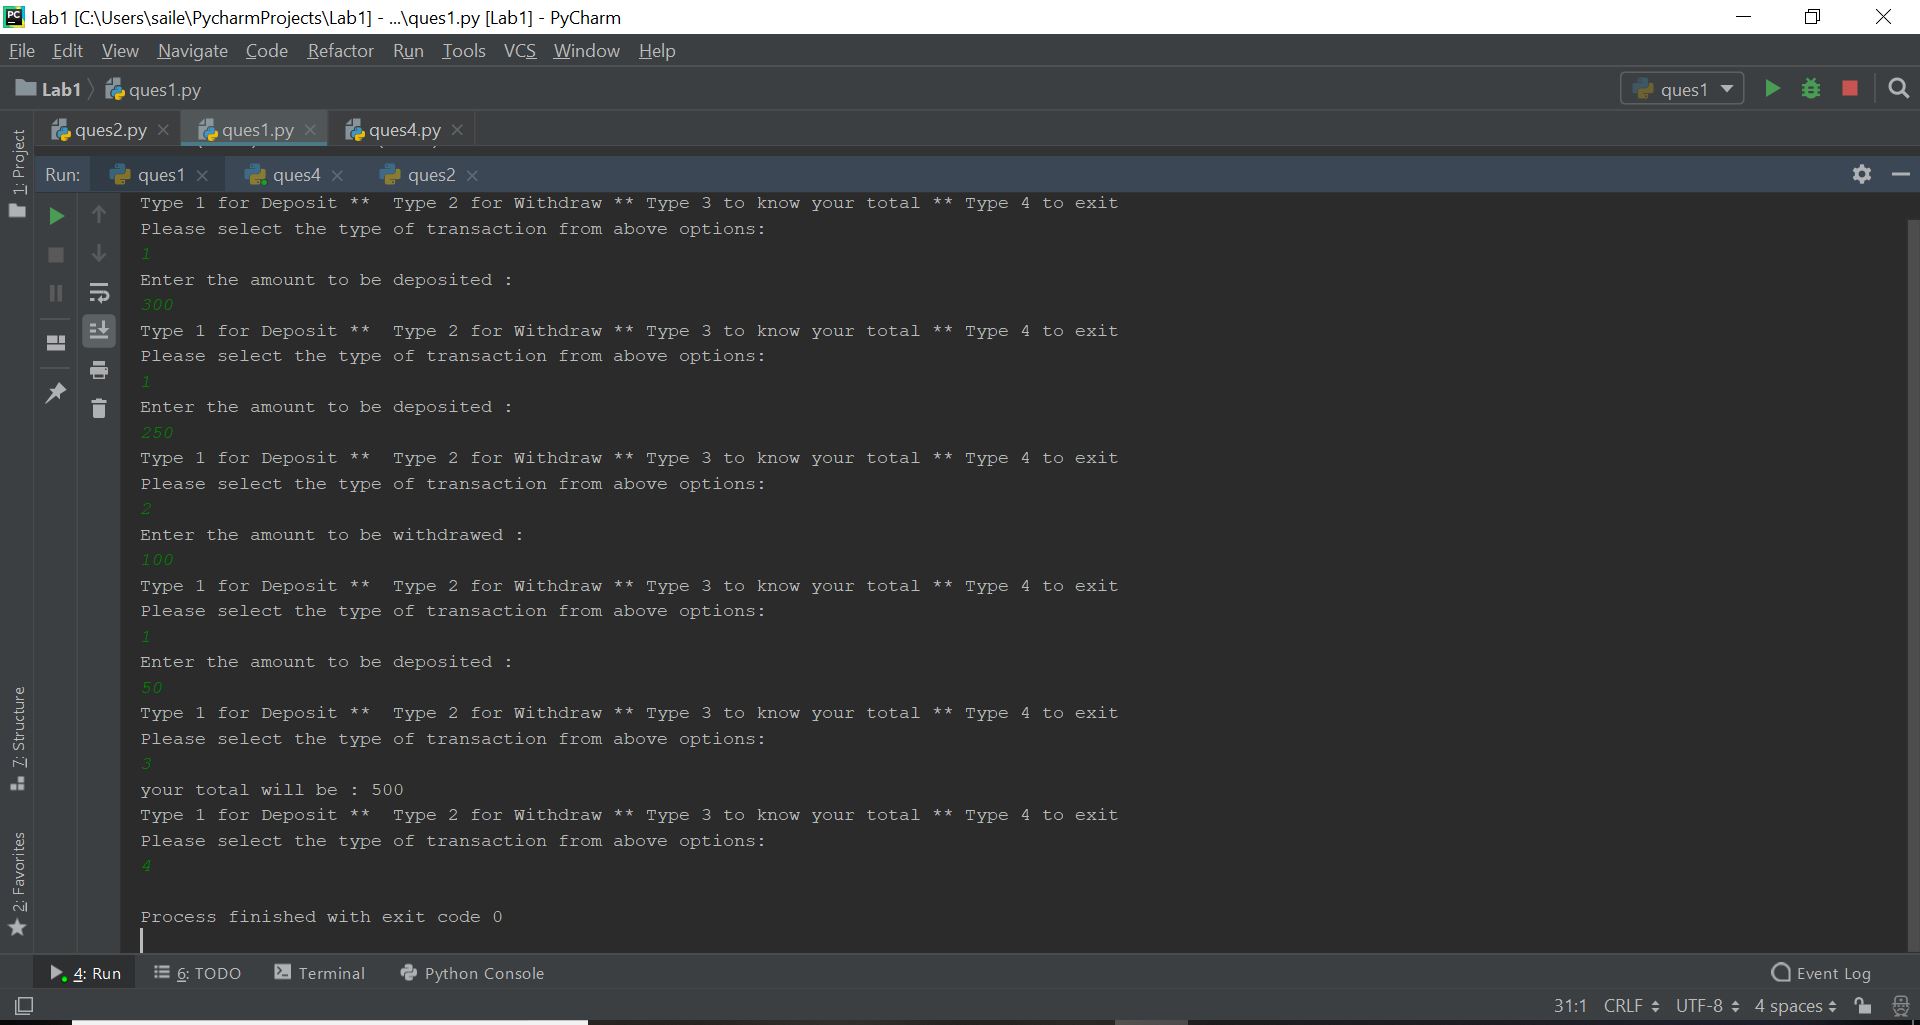 Lab1 [C:\Users\saile\PycharmProjects\Lab1] - ...\ques1.py [Lab1] - PyCharm
File Edit View Navigate Code Refactor Run Tools VCS Window Help
Lab1 ques1.py
ques1
ques2.py ques1.py ques4.py
1: Project
Run: ques1 ques4 ques2
Type 1 for Deposit **  Type 2 for Withdraw ** Type 3 to know your total ** Type 4 to exit
Please select the type of transaction from above options:
1
Enter the amount to be deposited :
300
Type 1 for Deposit **  Type 2 for Withdraw ** Type 3 to know your total ** Type 4 to exit
Please select the type of transaction from above options:
1
Enter the amount to be deposited :
250
Type 1 for Deposit **  Type 2 for Withdraw ** Type 3 to know your total ** Type 4 to exit
Please select the type of transaction from above options:
2
Enter the amount to be withdrawed :
100
Type 1 for Deposit **  Type 2 for Withdraw ** Type 3 to know your total ** Type 4 to exit
Please select the type of transaction from above options:
1
Enter the amount to be deposited :
50
Type 1 for Deposit **  Type 2 for Withdraw ** Type 3 to know your total ** Type 4 to exit
Please select the type of transaction from above options:
3
your total will be : 500
Type 1 for Deposit **  Type 2 for Withdraw ** Type 3 to know your total ** Type 4 to exit
Please select the type of transaction from above options:
4
Process finished with exit code 0
7: Structure
2: Favorites
4: Run 6: TODO Terminal Python Console
Event Log
31:1 CRLF UTF-8 4 spaces